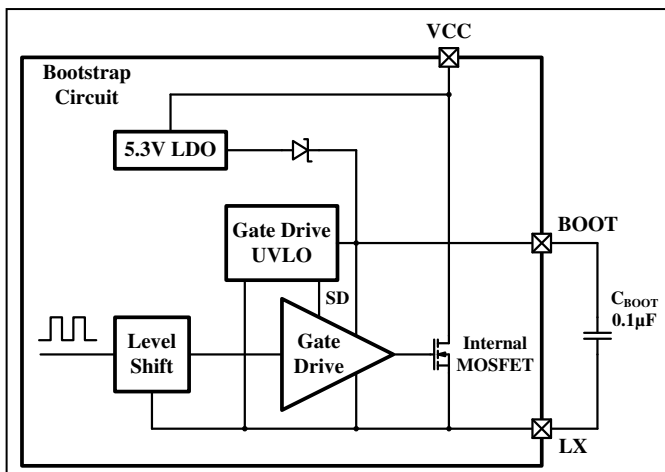 VCC
Bootstrap
Circuit
5.3V LDO
BOOT
Gate Drive
UVLO
SD
C_BOOT
0.1µF
Level
Shift
Gate
Drive
Internal
MOSFET
LX